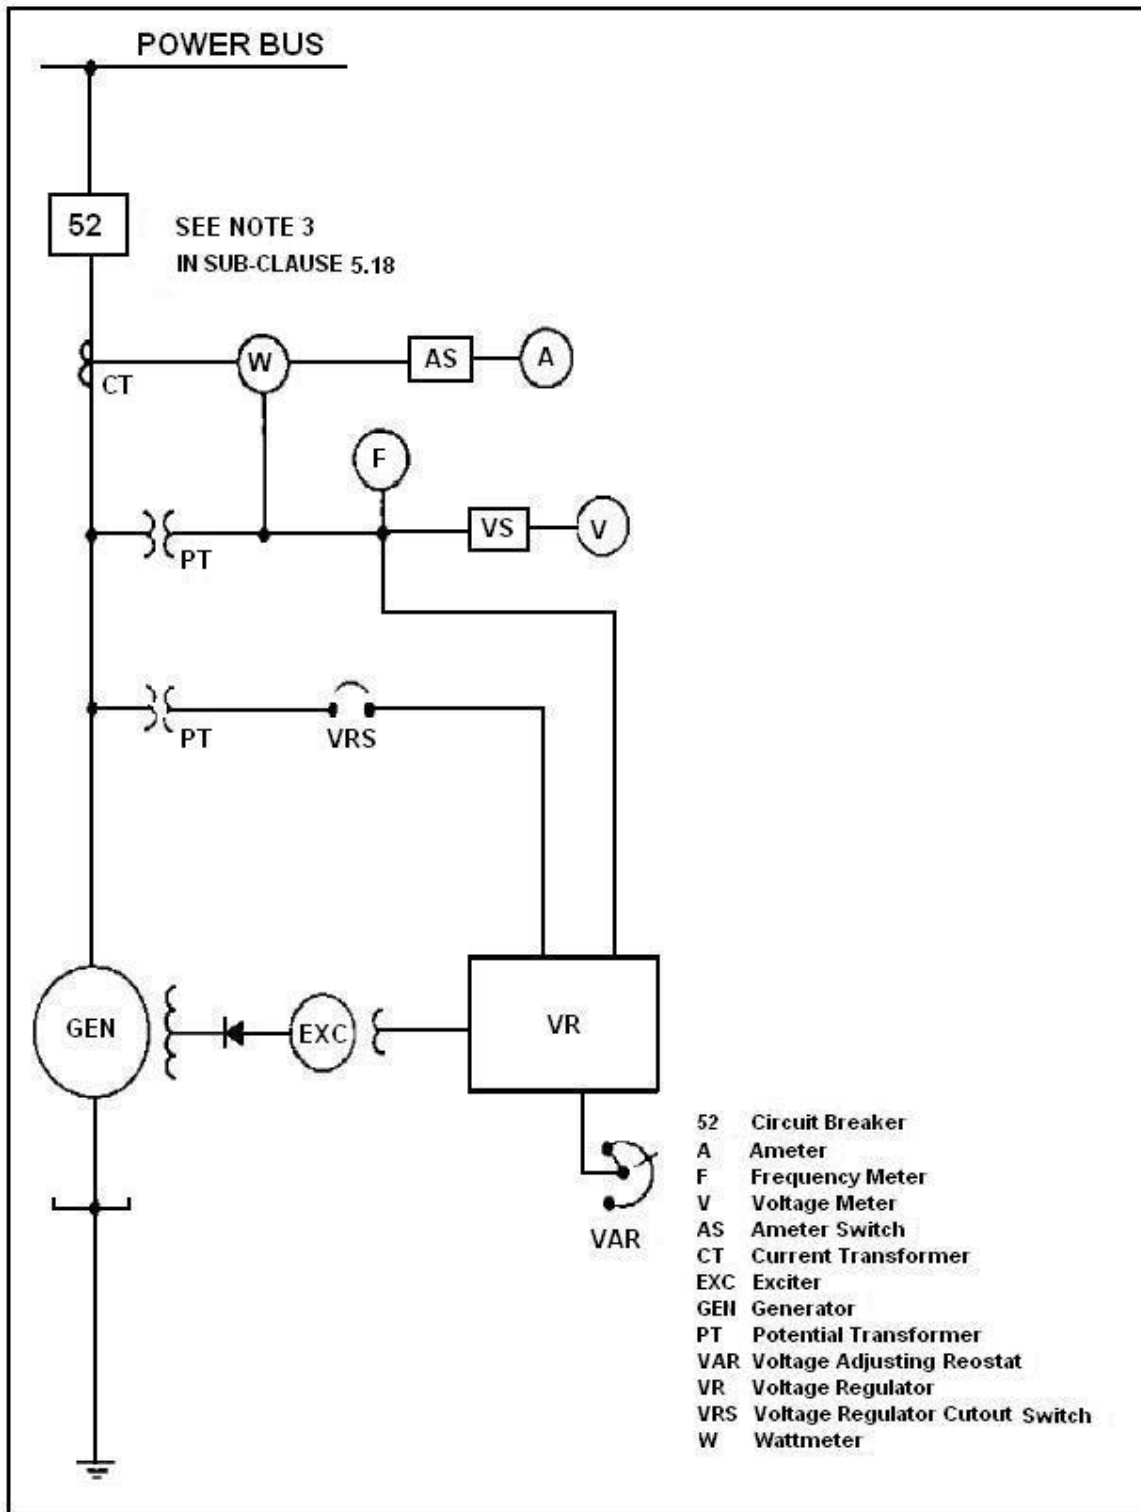 POWER BUS
52
SEE NOTE 3
IN SUB-CLAUSE 5.18
W
AS
A
CT
F
VS
V
PT
PT
VRS
GEN
EXC
VR
VAR
52 Circuit Breaker
A Ameter
F Frequency Meter
V Voltage Meter
AS Ameter Switch
CT Current Transformer
EXC Exciter
GEN Generator
PT Potential Transformer
VAR Voltage Adjusting Reostat
VR Voltage Regulator
VRS Voltage Regulator Cutout Switch
W Wattmeter